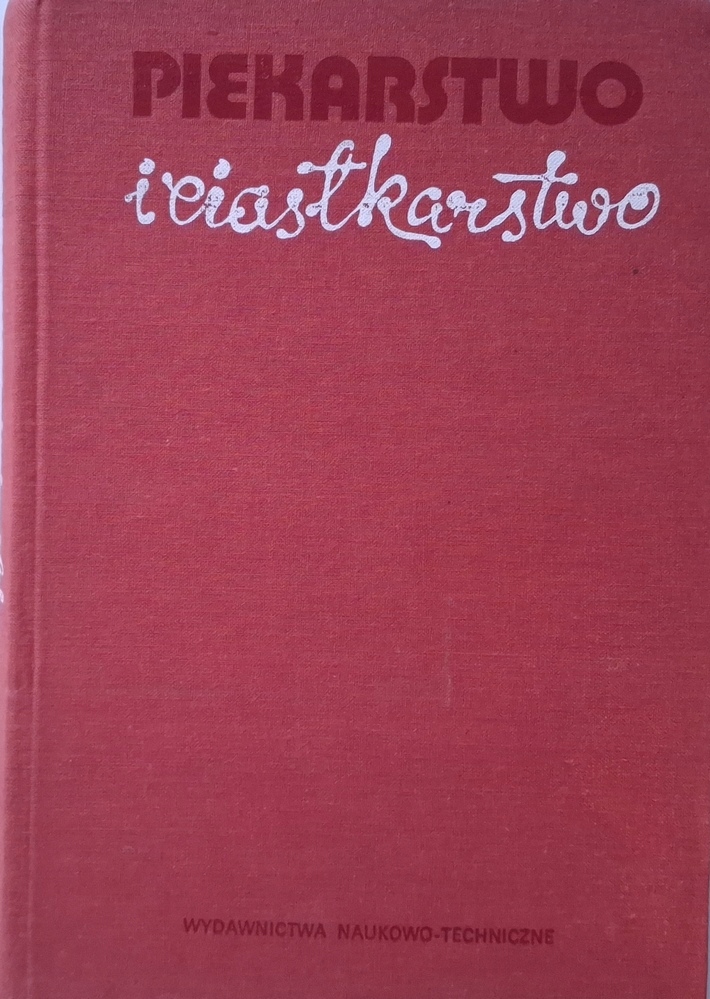 PIEKARSTWO
i ciastkarstwo
WYDAWNICTWA NAUKOWO-TECHNICZNE